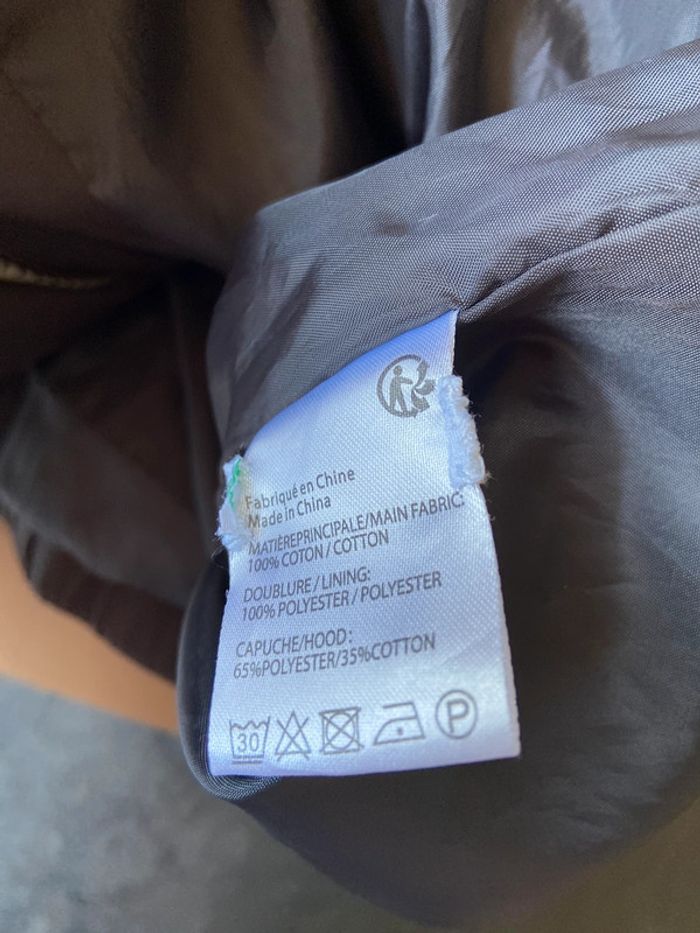 Fabriqué en Chine
Made in China
MATIÈREPRINCIPALE/MAIN FABRIC:
100% COTON / COTTON
DOUBLURE / LINING:
100% POLYESTER / POLYESTER
CAPUCHE/HOOD:
65%POLYESTER/35%COTTON
30 P